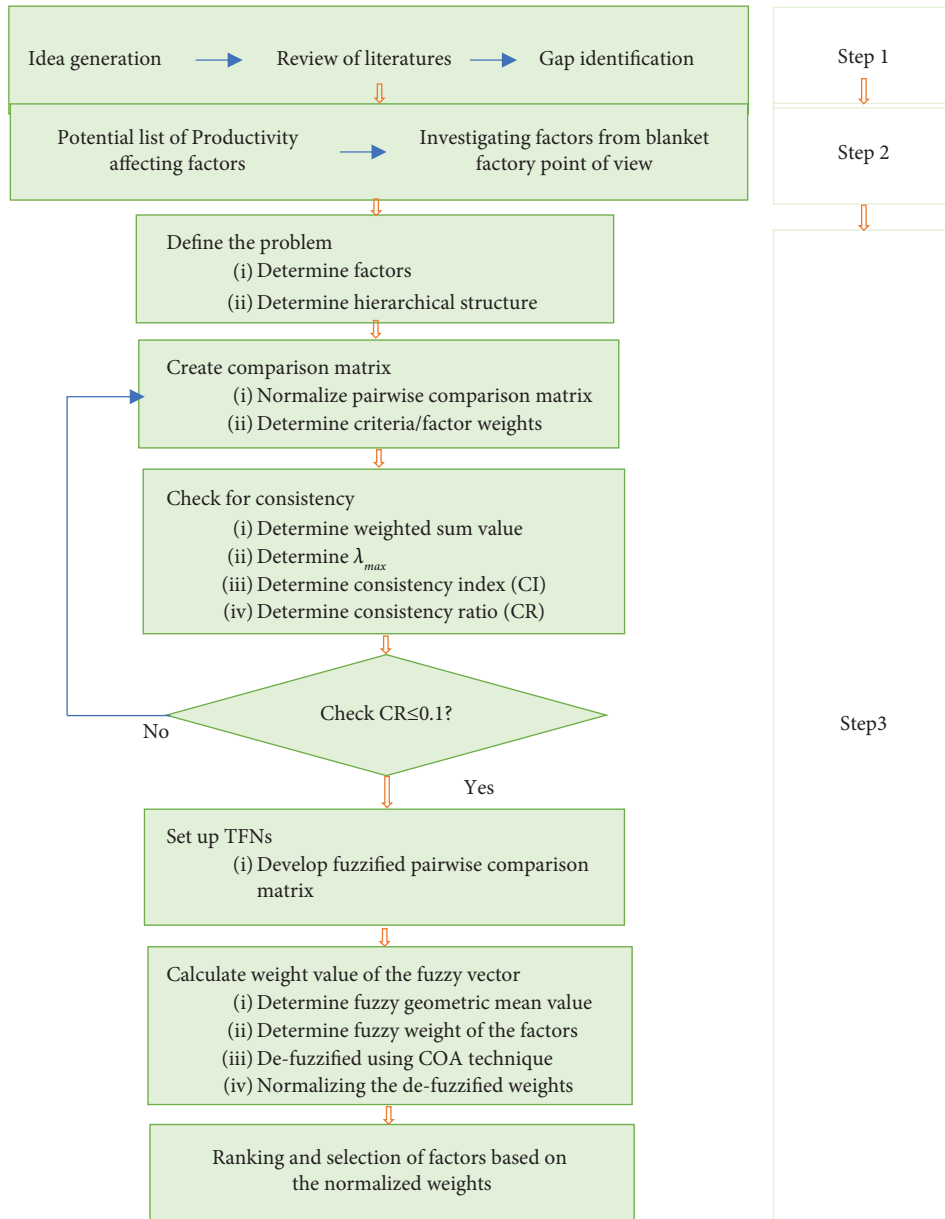 Idea generation
Review of literatures
Gap identification
Step 1
Potential list of Productivity
affecting factors
Investigating factors from blanket
factory point of view
Step 2
Define the problem
(i) Determine factors
(ii) Determine hierarchical structure
Create comparison matrix
(i) Normalize pairwise comparison matrix
(ii) Determine criteria/factor weights
Check for consistency
(i) Determine weighted sum value
(ii) Determine λmax
(iii) Determine consistency index (CI)
(iv) Determine consistency ratio (CR)
Check CR≤0.1?
No
Yes
Step3
Set up TFNs
(i) Develop fuzzified pairwise comparison
matrix
Calculate weight value of the fuzzy vector
(i) Determine fuzzy geometric mean value
(ii) Determine fuzzy weight of the factors
(iii) De-fuzzified using COA technique
(iv) Normalizing the de-fuzzified weights
Ranking and selection of factors based on
the normalized weights